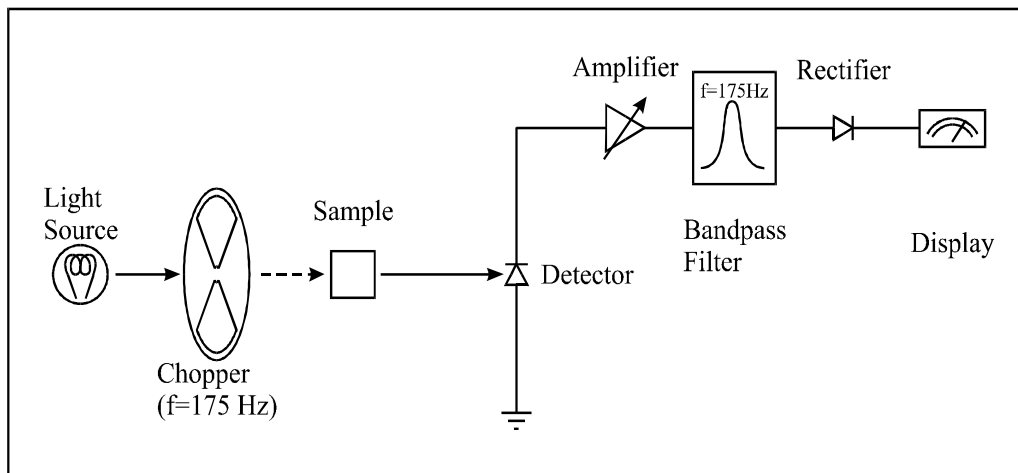 Amplifier
Rectifier
f=175Hz
Light
Source
Sample
Bandpass
Filter
Display
Detector
Chopper
(f=175 Hz)